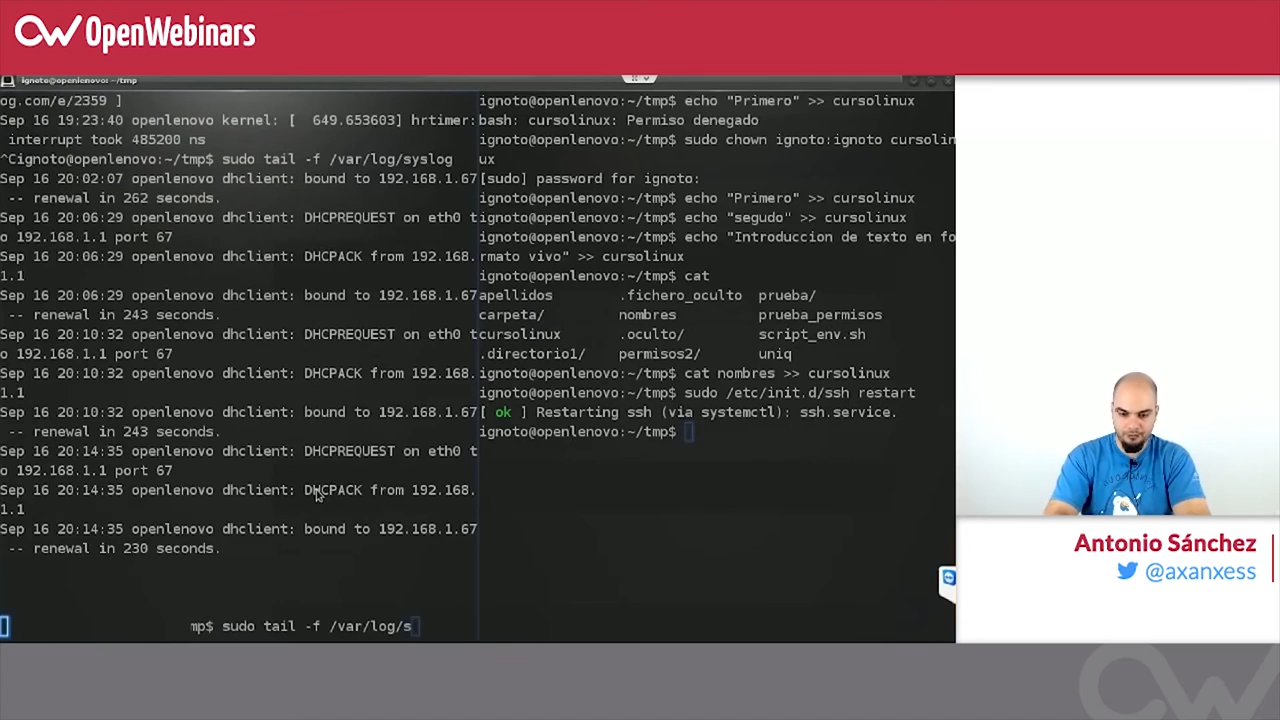 OpenWebinars
ignoto@openlenovo: ~/tmp
og.com/e/2359 ]
Sep 16 19:23:40 openlenovo kernel: [  649.653603] hrtimer:
 interrupt took 485200 ns
^Cignoto@openlenovo:~/tmp$ sudo tail -f /var/log/syslog
Sep 16 20:02:07 openlenovo dhclient: bound to 192.168.1.67
 -- renewal in 262 seconds.
Sep 16 20:06:29 openlenovo dhclient: DHCPREQUEST on eth0 t
o 192.168.1.1 port 67
Sep 16 20:06:29 openlenovo dhclient: DHCPACK from 192.168.
1.1
Sep 16 20:06:29 openlenovo dhclient: bound to 192.168.1.67
 -- renewal in 243 seconds.
Sep 16 20:10:32 openlenovo dhclient: DHCPREQUEST on eth0 t
o 192.168.1.1 port 67
Sep 16 20:10:32 openlenovo dhclient: DHCPACK from 192.168.
1.1
Sep 16 20:10:32 openlenovo dhclient: bound to 192.168.1.67
 -- renewal in 243 seconds.
Sep 16 20:14:35 openlenovo dhclient: DHCPREQUEST on eth0 t
o 192.168.1.1 port 67
Sep 16 20:14:35 openlenovo dhclient: DHCPACK from 192.168.
1.1
Sep 16 20:14:35 openlenovo dhclient: bound to 192.168.1.67
 -- renewal in 230 seconds.
mp$ sudo tail -f /var/log/s
ignoto@openlenovo:~/tmp$ echo "Primero" >> cursolinux
bash: cursolinux: Permiso denegado
ignoto@openlenovo:~/tmp$ sudo chown ignoto:ignoto cursolin
ux
[sudo] password for ignoto:
ignoto@openlenovo:~/tmp$ echo "Primero" >> cursolinux
ignoto@openlenovo:~/tmp$ echo "segudo" >> cursolinux
ignoto@openlenovo:~/tmp$ echo "Introduccion de texto en fo
rmato vivo" >> cursolinux
ignoto@openlenovo:~/tmp$ cat
apellidos .fichero_oculto prueba/
carpeta/ nombres prueba_permisos
cursolinux .oculto/ script_env.sh
.directorio1/ permisos2/ uniq
ignoto@openlenovo:~/tmp$ cat nombres >> cursolinux
ignoto@openlenovo:~/tmp$ sudo /etc/init.d/ssh restart
[ ok ] Restarting ssh (via systemctl): ssh.service.
ignoto@openlenovo:~/tmp$
Antonio Sánchez
@axanxess